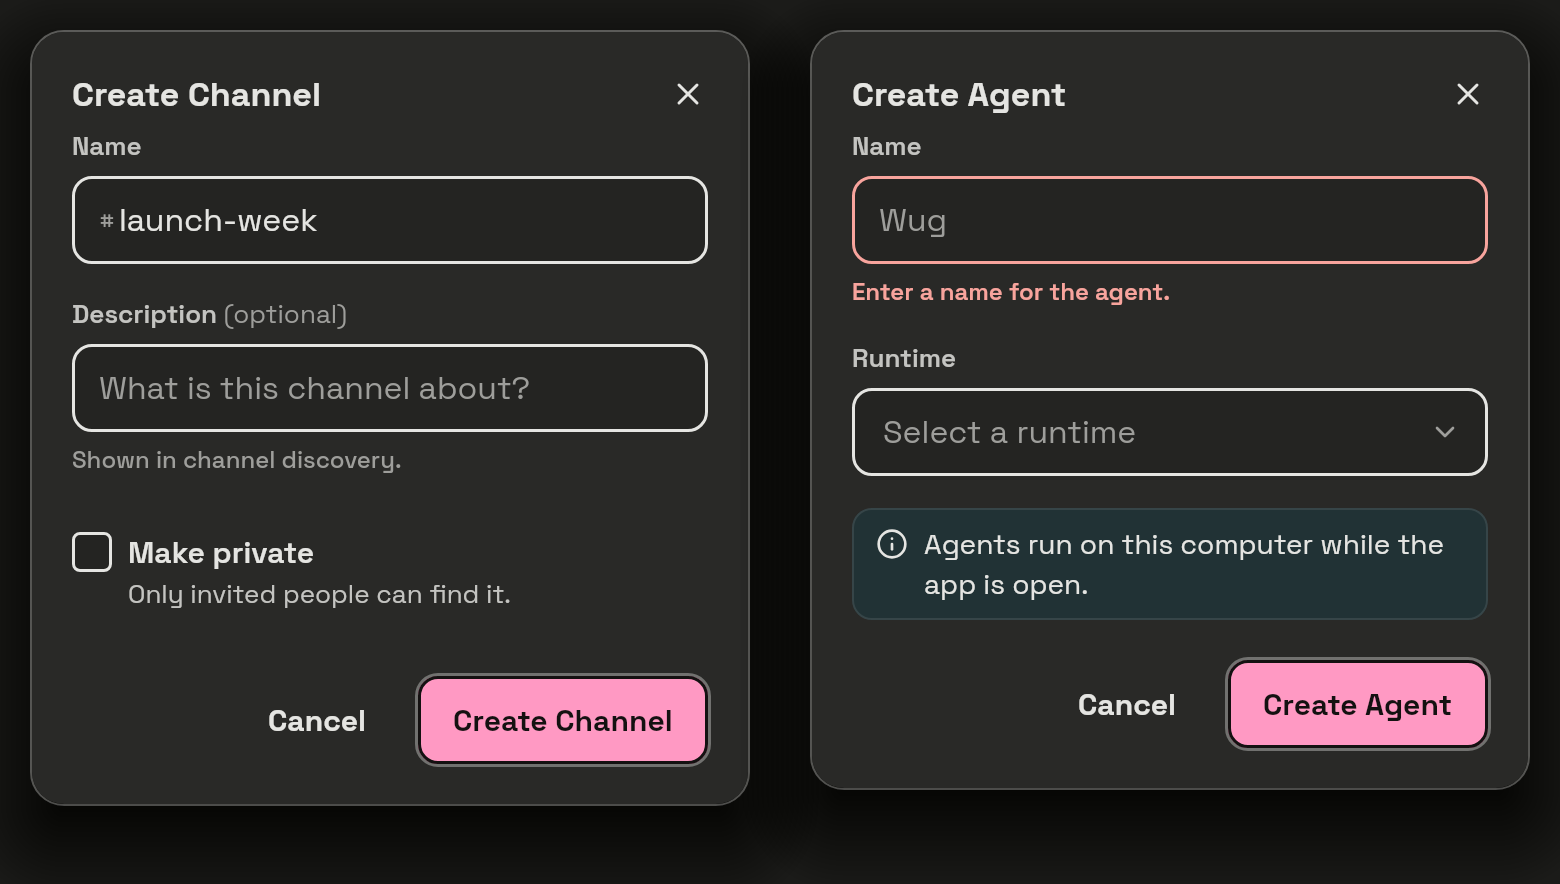 Create Channel
Name
# launch-week
Description (optional)
What is this channel about?
Shown in channel discovery.
Make private
Only invited people can find it.
Cancel
Create Channel
Create Agent
Name
Wug
Enter a name for the agent.
Runtime
Select a runtime
Agents run on this computer while the
app is open.
Cancel
Create Agent